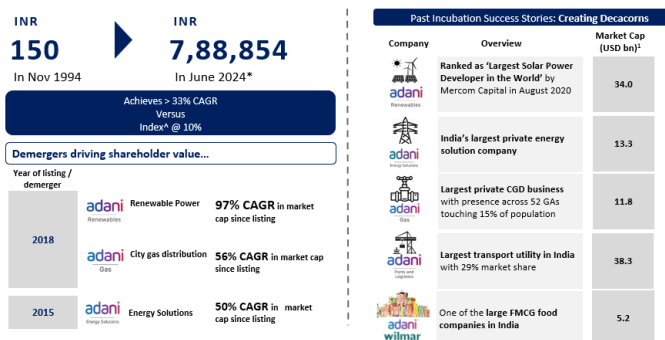 INR
INR
150
7,88,854
In Nov 1994
In June 2024*
Achieves > 33% CAGR
Versus
Index^ @ 10%
Demergers driving shareholder value...
Year of listing /
demerger
2018
adani
Renewables
Renewable Power
97% CAGR in market
cap since listing
adani
Gas
City gas distribution
56% CAGR in market cap
since listing
2015
adani
Energy Solutions
Energy Solutions
50% CAGR in market
cap since listing
Past Incubation Success Stories: Creating Decacorns
Company
Overview
Market Cap
(USD bn)1
adani
Renewables
Ranked as ‘Largest Solar Power
Developer in the World’ by
Mercom Capital in August 2020
34.0
adani
Energy Solutions
India’s largest private energy
solution company
13.3
adani
Gas
Largest private CGD business
with presence across 52 GAs
touching 15% of population
11.8
adani
Ports and
Logistics
Largest transport utility in India
with 29% market share
38.3
adani
wilmar
One of the large FMCG food
companies in India
5.2